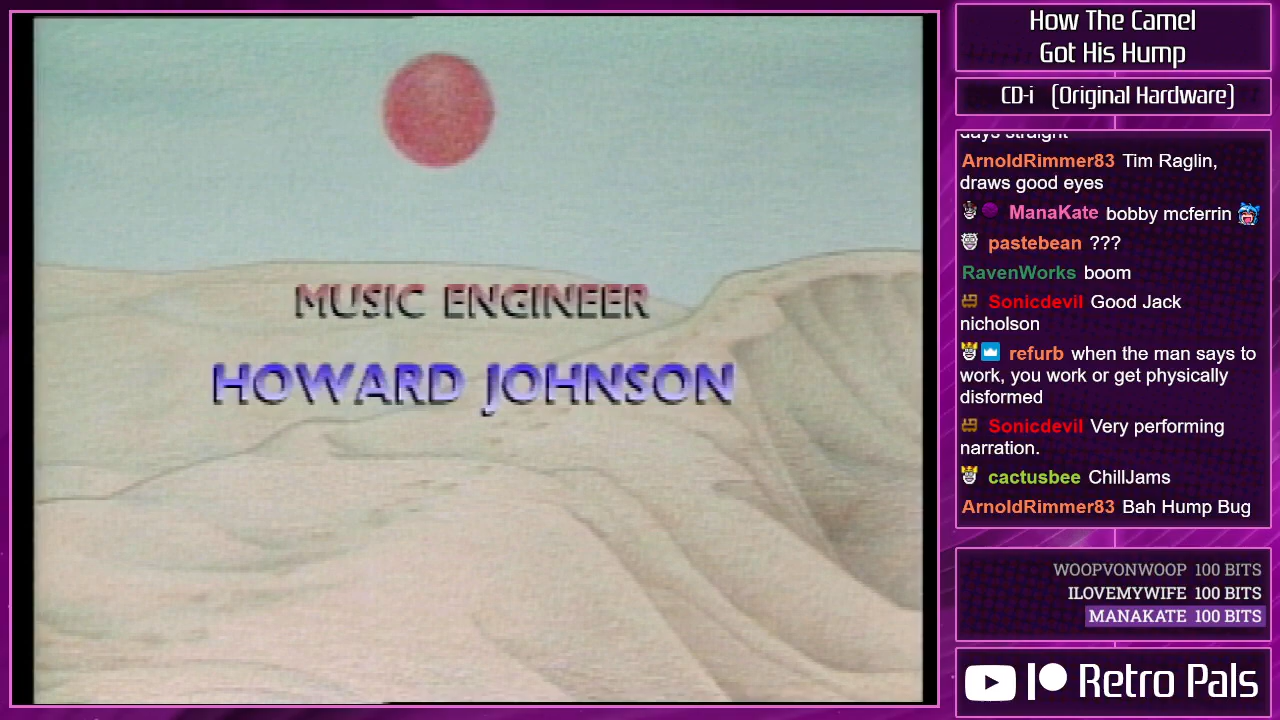 MUSIC ENGINEER
HOWARD JOHNSON
How The Camel
Got His Hump
CD-i (Original Hardware)
days straight
ArnoldRimmer83 Tim Raglin,
draws good eyes
ManaKate bobby mcferrin
pastebean ???
RavenWorks boom
Sonicdevil Good Jack
nicholson
refurb when the man says to
work, you work or get physically
disformed
Sonicdevil Very performing
narration.
cactusbee ChillJams
ArnoldRimmer83 Bah Hump Bug
WOOPVONWOOP 100 BITS
ILOVEMYWIFE 100 BITS
MANAKATE 100 BITS
Retro Pals